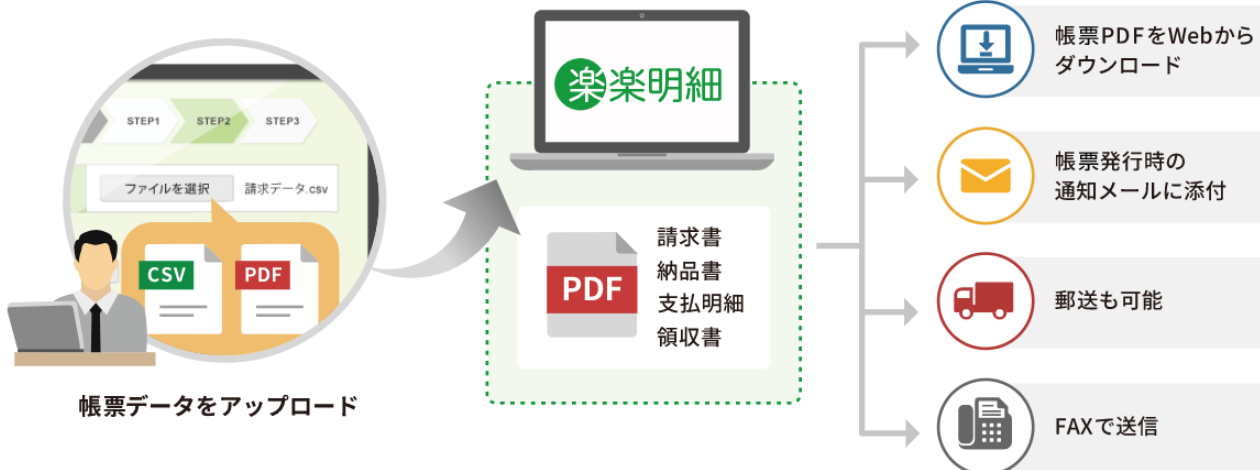 STEP1
STEP2
STEP3
ファイルを選択
請求データ.csv
CSV
PDF
帳票データをアップロード
楽楽明細
PDF
請求書
納品書
支払明細
領収書
帳票PDFをWebから
ダウンロード
帳票発行時の
通知メールに添付
郵送も可能
FAXで送信